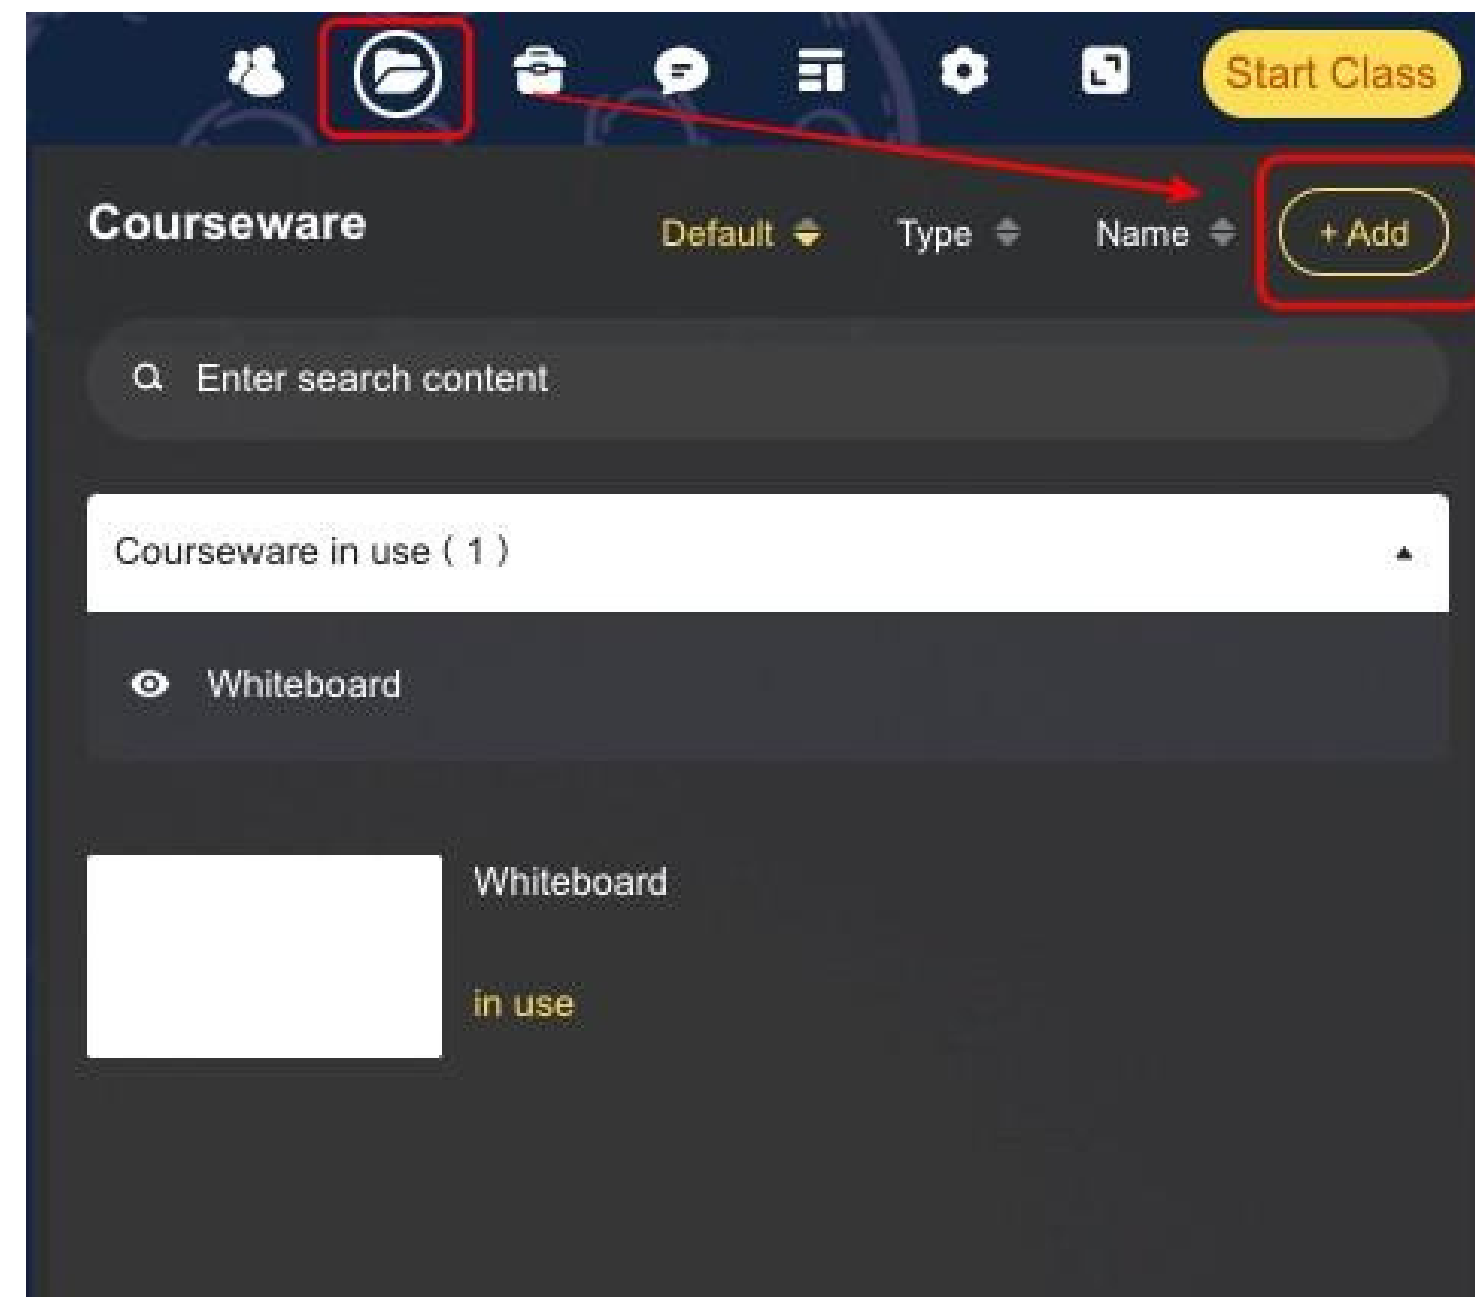 Start Class
Courseware
Default
Type
Name
+ Add
Enter search content
Courseware in use ( 1 )
Whiteboard
Whiteboard
in use